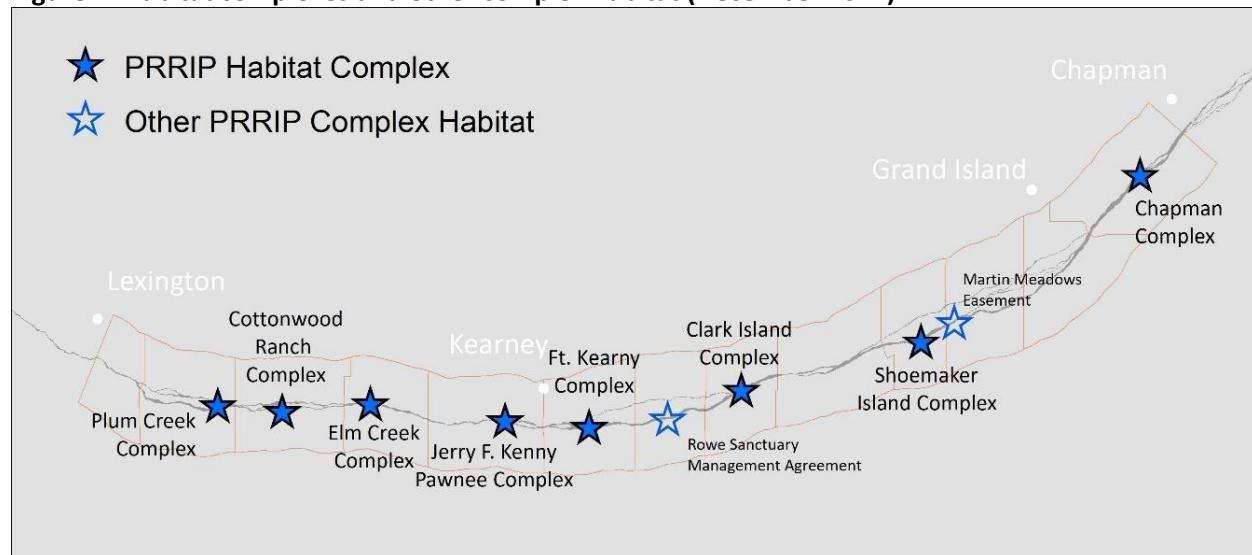 PRRIP Habitat Complex
Other PRRIP Complex Habitat
Chapman
Grand Island
Chapman
Complex
Martin Meadows
Easement
Lexington
Cottonwood
Ranch
Complex
Kearney
Ft. Kearny
Complex
Clark Island
Complex
Shoemaker
Island Complex
Plum Creek
Complex
Elm Creek
Complex
Jerry F. Kenny
Pawnee Complex
Rowe Sanctuary
Management Agreement